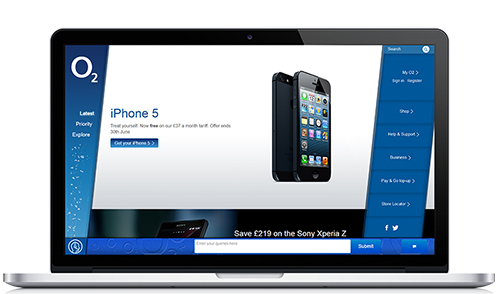 O2
Search
My O2
Sign in Register
Latest
Priority
Explore
iPhone 5
Treat yourself. Now free on our £37 a month tariff. Offer ends
30th June
Get your iPhone 5
Shop
Help & Support
Business
Pay & Go top-up
Store Locator
Save £219 on the Sony Xperia Z
Enter your queries here
Submit